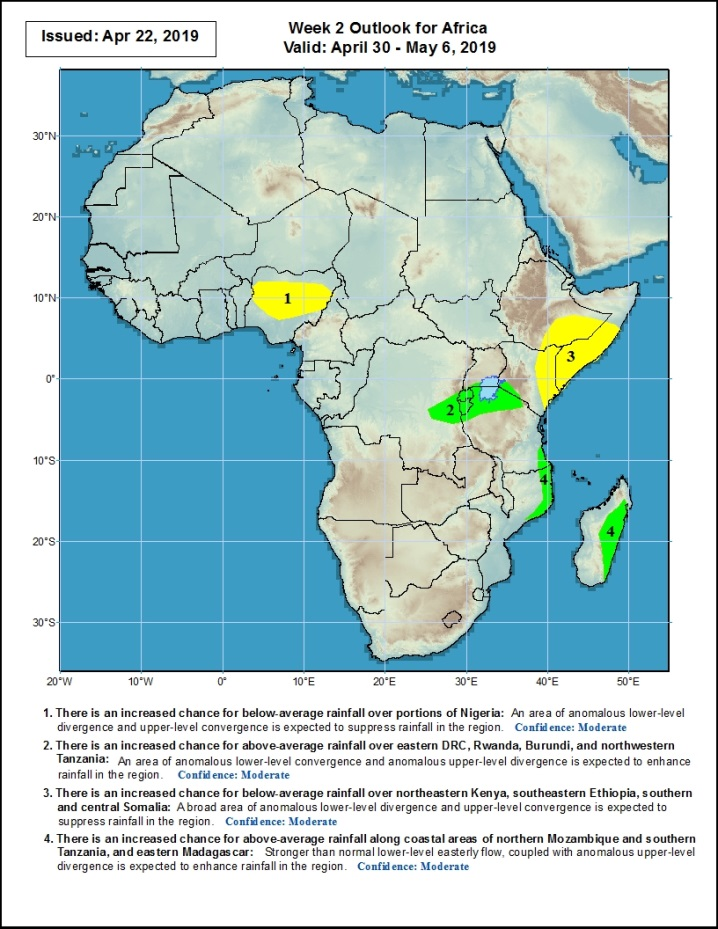 Issued: Apr 22, 2019
Week 2 Outlook for Africa
Valid: April 30 - May 6, 2019
30°N
20°N
10°N
0°
10°S
20°S
30°S
1
3
2
4
4
20°W
10°W
0°
10°E
20°E
30°E
40°E
50°E
1. There is an increased chance for below-average rainfall over portions of Nigeria: An area of anomalous lower-level
divergence and upper-level convergence is expected to suppress rainfall in the region. Confidence: Moderate
2. There is an increased chance for above-average rainfall over eastern DRC, Rwanda, Burundi, and northwestern
Tanzania: An area of anomalous lower-level convergence and anomalous upper-level divergence is expected to enhance
rainfall in the region. Confidence: Moderate
3. There is an increased chance for below-average rainfall over northeastern Kenya, southeastern Ethiopia, southern
and central Somalia: A broad area of anomalous lower-level divergence and upper-level convergence is expected to
suppress rainfall in the region. Confidence: Moderate
4. There is an increased chance for above-average rainfall along coastal areas of northern Mozambique and southern
Tanzania, and eastern Madagascar: Stronger than normal lower-level easterly flow, coupled with anomalous upper-level
divergence is expected to enhance rainfall in the region. Confidence: Moderate